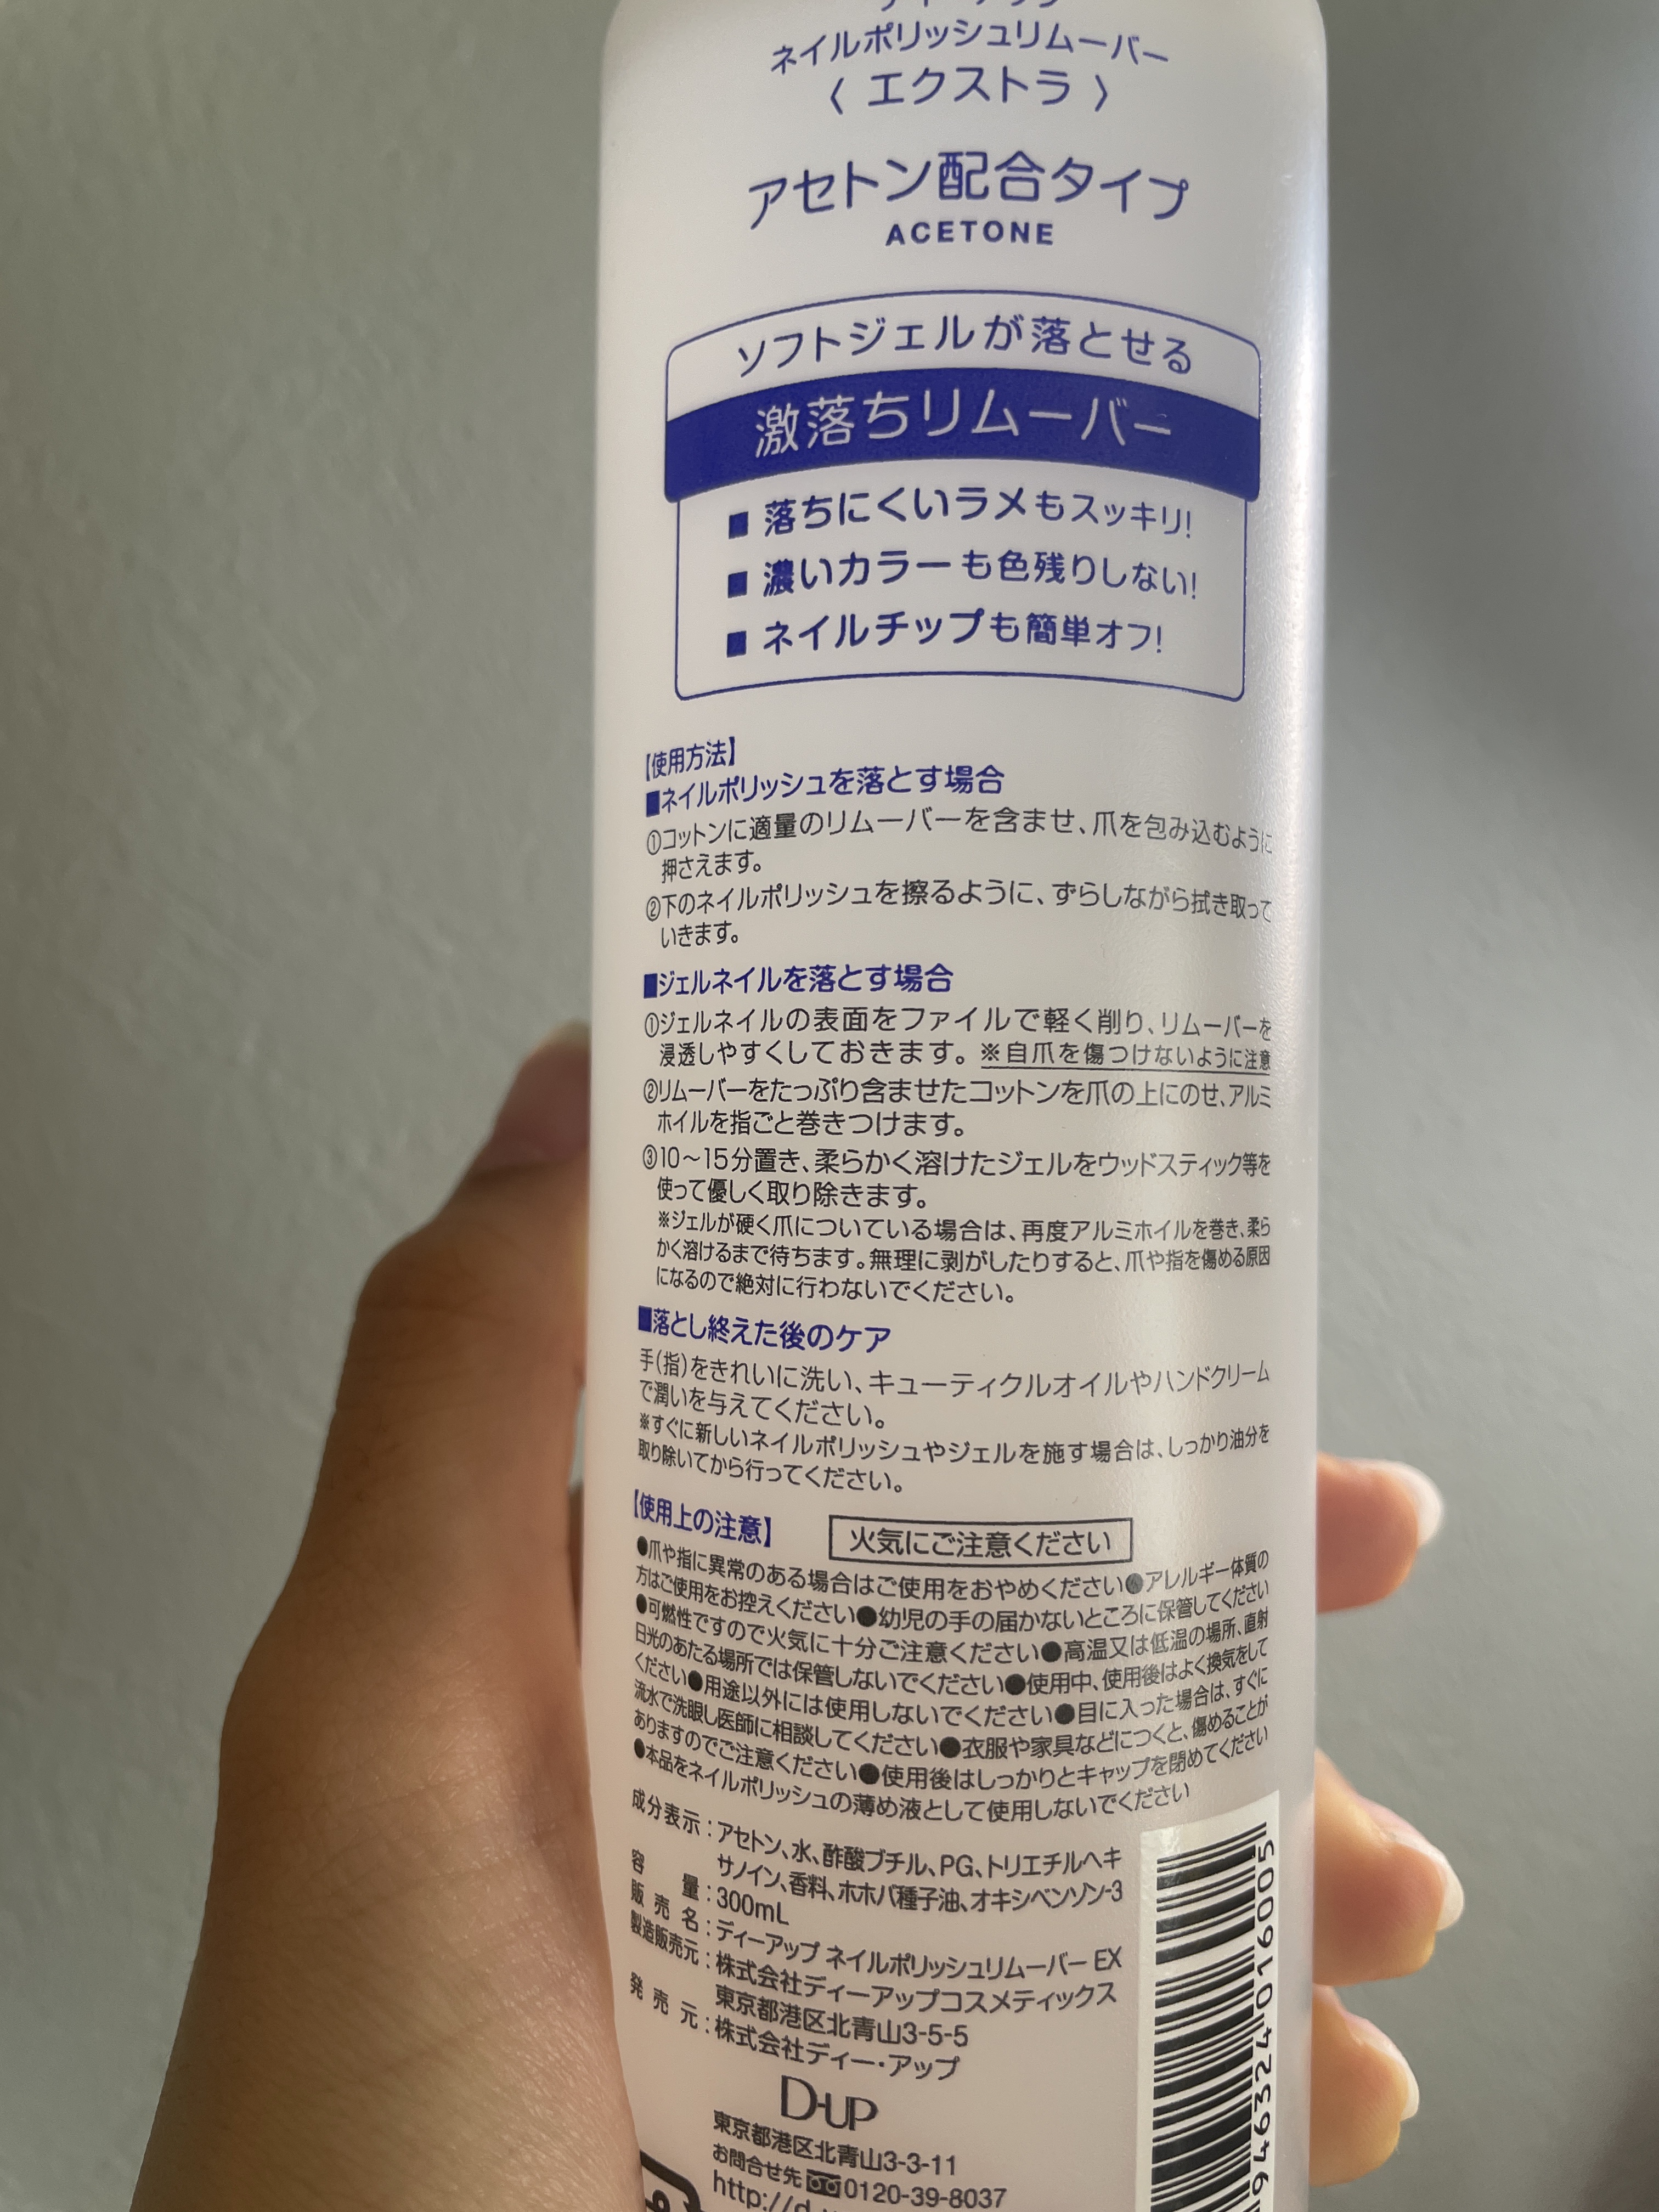 ネイルポリッシュリムーバー
〈 エクストラ 〉
アセトン配合タイプ
ACETONE
ソフトジェルが落とせる
激落ちリムーバー
■ 落ちにくいラメもスッキリ!
■ 濃いカラーも色残りしない!
■ ネイルチップも簡単オフ!
【使用方法】
■ネイルポリッシュを落とす場合
①コットンに適量のリムーバーを含ませ、爪を包み込むように
押さえます。
②下のネイルポリッシュを擦るように、ずらしながら拭き取って
いきます。
■ジェルネイルを落とす場合
①ジェルネイルの表面をファイルで軽く削り、リムーバーを
浸透しやすくしておきます。※自爪を傷つけないように注意
②リムーバーをたっぷり含ませたコットンを爪の上にのせ、アルミ
ホイルを指ごと巻きつけます。
③10～15分置き、柔らかく溶けたジェルをウッドスティック等を
使って優しく取り除きます。
※ジェルが硬く爪についている場合は、再度アルミホイルを巻き、柔ら
かく溶けるまで待ちます。無理に剥がしたりすると、爪や指を傷める原因
になるので絶対に行わないでください。
■落とし終えた後のケア
手(指)をきれいに洗い、キューティクルオイルやハンドクリーム
で潤いを与えてください。
※すぐに新しいネイルポリッシュやジェルを施す場合は、しっかり油分を
取り除いてから行ってください。
【使用上の注意】 火気にご注意ください
●爪や指に異常のある場合はご使用をおやめください●アレルギー体質の
方はご使用をお控えください●幼児の手の届かないところに保管してください
●可燃性ですので火気に十分ご注意ください●高温又は低温の場所、直射
日光のあたる場所では保管しないでください●使用中、使用後はよく換気をして
ください●用途以外には使用しないでください●目に入った場合は、すぐに
流水で洗眼し医師に相談してください●衣服や家具などにつくと、傷めることが
ありますのでご注意ください●使用後はしっかりとキャップを閉めてください
●本品をネイルポリッシュの薄め液として使用しないでください
成分表示：アセトン、水、酢酸ブチル、PG、トリエチルヘキ
サノイン、香料、ホホバ種子油、オキシベンゾン-3
容量：300mL
販売名：ディーアップ ネイルポリッシュリムーバー EX
製造販売元：株式会社ディーアップコスメティックス
東京都港区北青山3-5-5
発売元：株式会社ディー・アップ
D-UP
東京都港区北青山3-3-11
お問合せ先 0120-39-8037
http://d-
946324016005